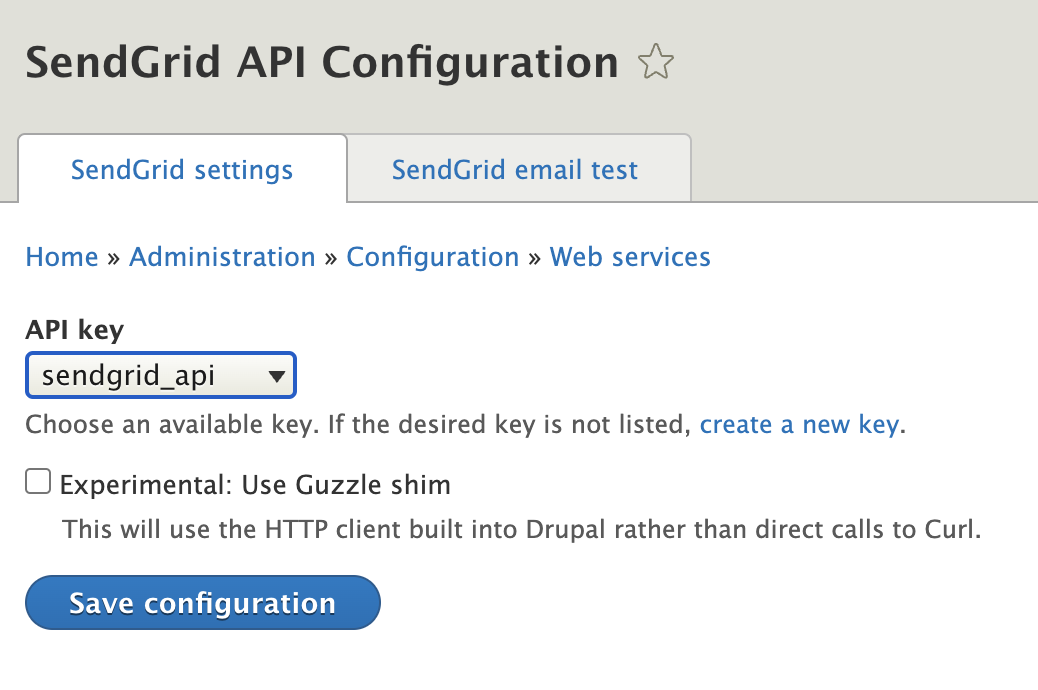 SendGrid API Configuration
SendGrid settings
SendGrid email test
Home » Administration » Configuration » Web services
API key
sendgrid_api
Choose an available key. If the desired key is not listed, create a new key.
Experimental: Use Guzzle shim
This will use the HTTP client built into Drupal rather than direct calls to Curl.
Save configuration